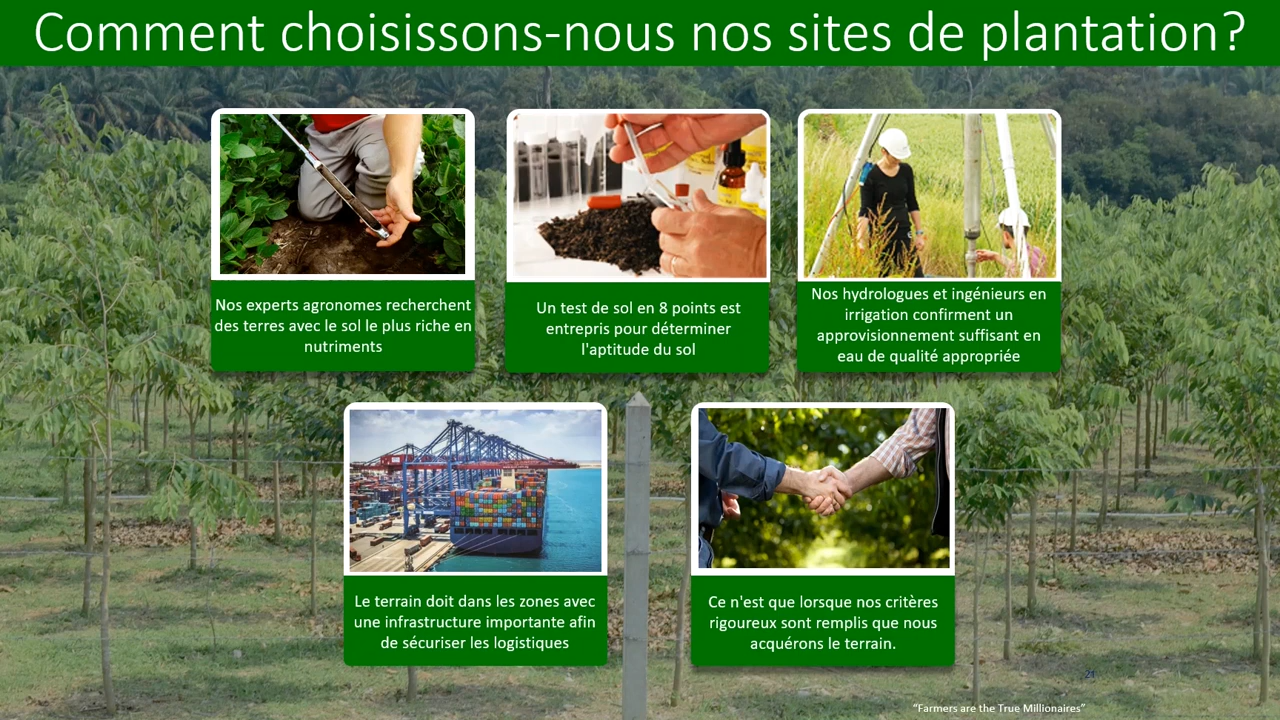 Comment choisissons-nous nos sites de plantation?
Nos experts agronomes recherchent
des terres avec le sol le plus riche en
nutriments
Un test de sol en 8 points est
entrepris pour déterminer
l'aptitude du sol
Nos hydrologues et ingénieurs en
irrigation confirment un
approvisionnement suffisant en
eau de qualité appropriée
Le terrain doit dans les zones avec
une infrastructure importante afin
de sécuriser les logistiques
Ce n'est que lorsque nos critères
rigoureux sont remplis que nous
acquérons le terrain.
21
“Farmers are the True Millionaires”